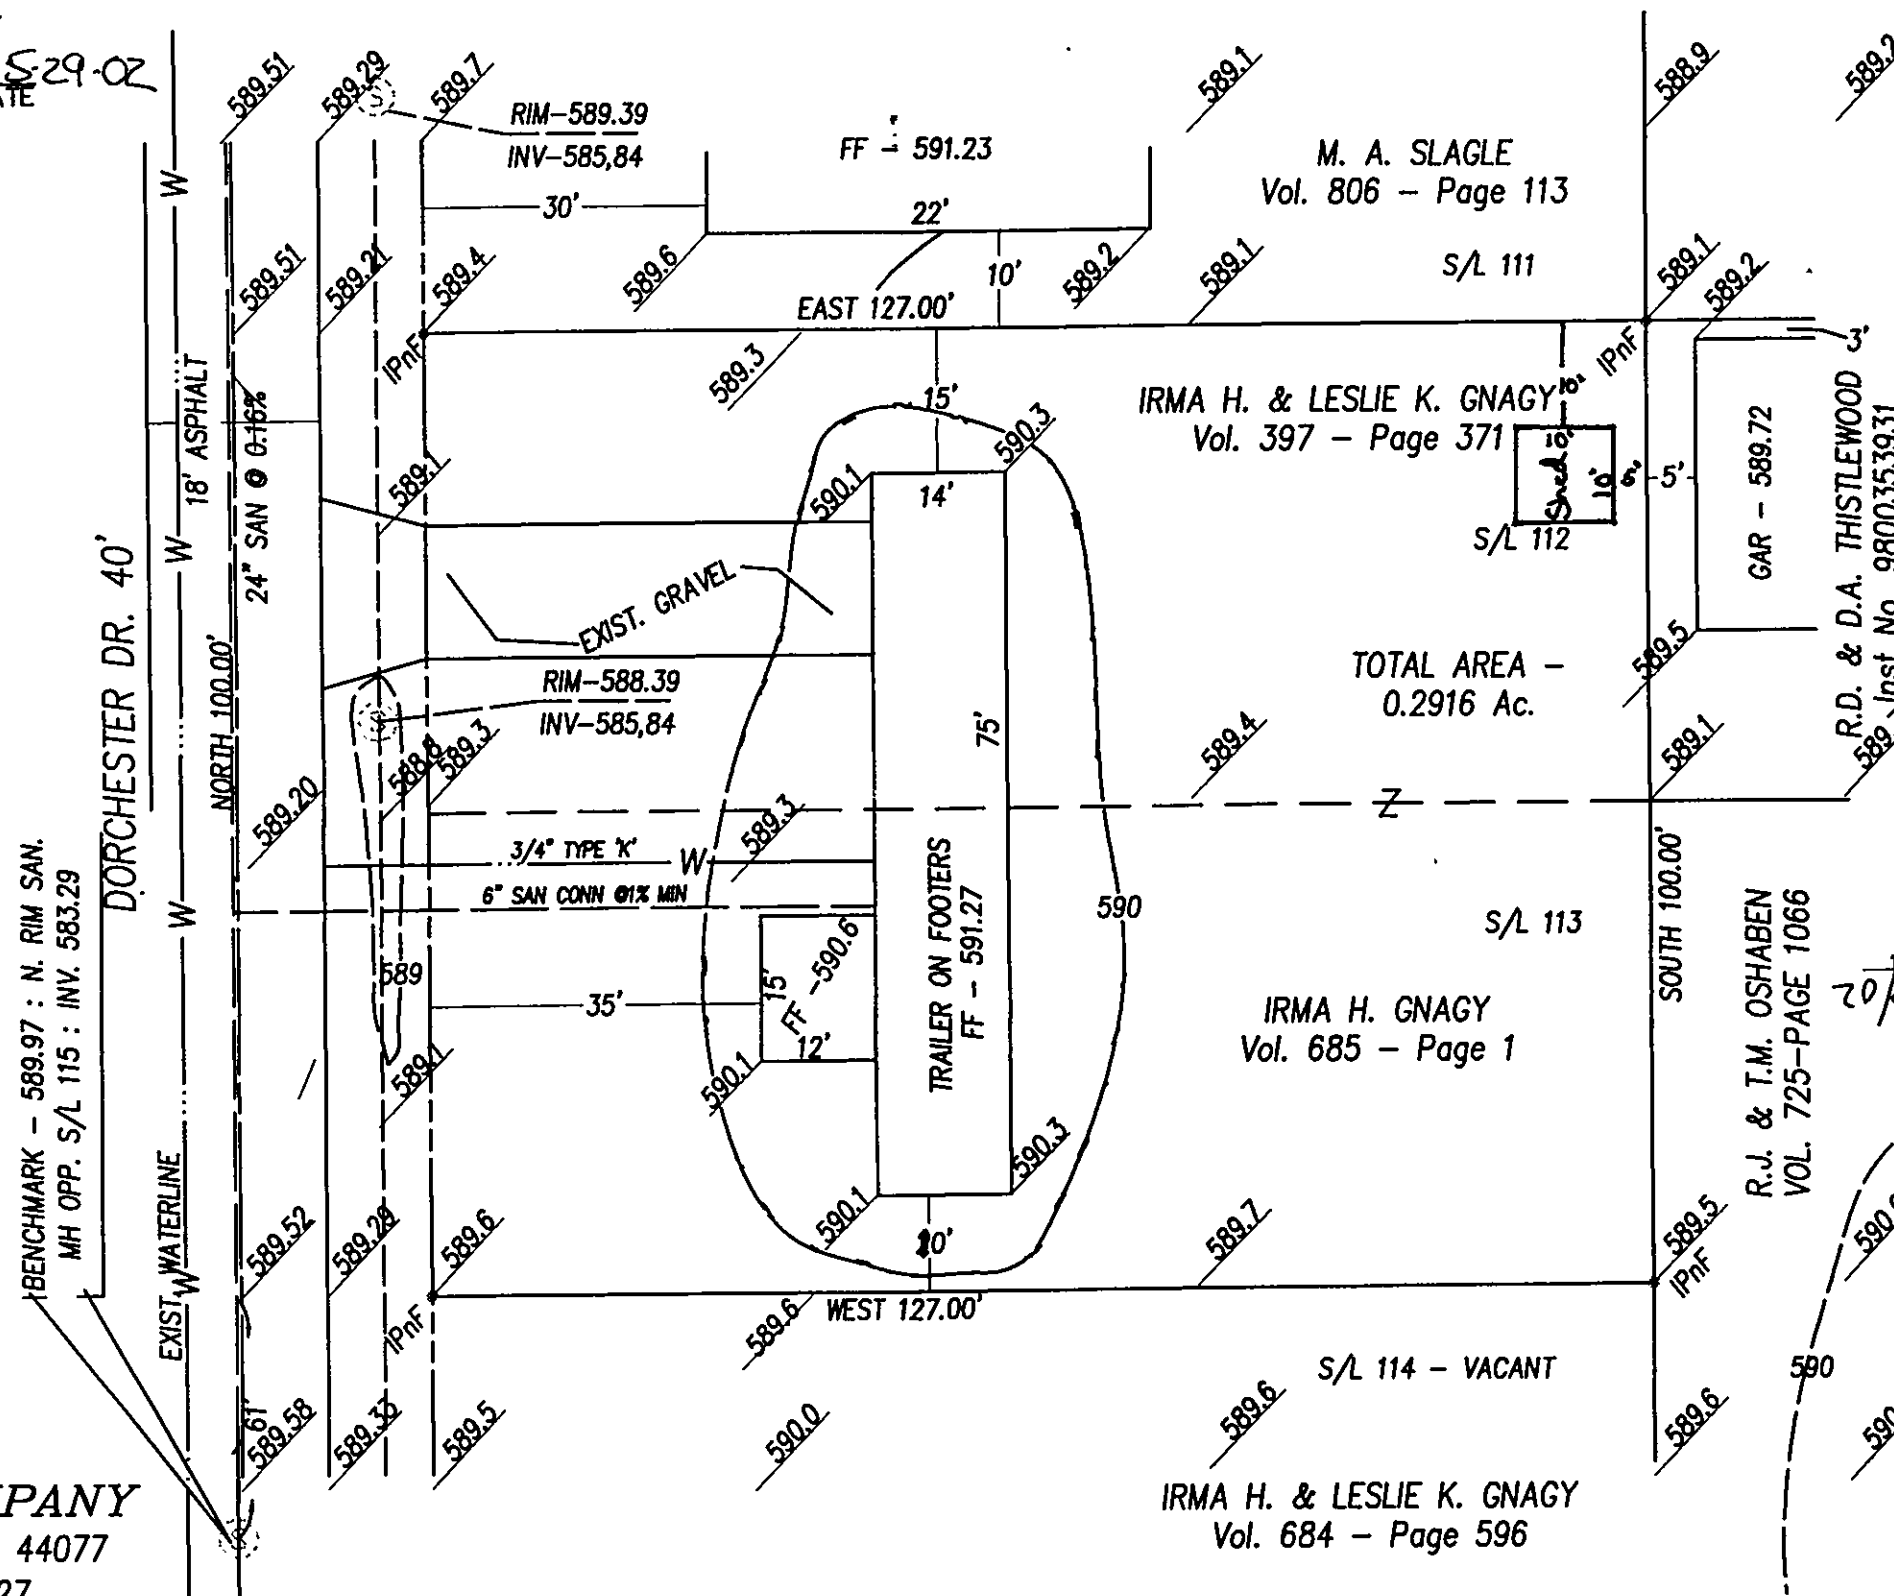 5-29-02
589.51
589.29
589.7
RIM-589.39
INV-585,84
FF - 591.23
589.1
588.9
M. A. SLAGLE
Vol. 806 - Page 113
S/L 111
30'
22'
10'
589.51
589.21
589.4
589.6
589.2
589.1
589.1
589.2
EAST 127.00'
IPnF
IPnF
3'
589.3
15'
590.3
IRMA H. & LESLIE K. GNAGY
Vol. 397 - Page 371
10'
Shed
10'
10'
5'
GAR - 589.72
R.D. & D.A. THISTLEWOOD
Inst No. 9800353931
18' ASPHALT
24" SAN @ 0.16%
W
W
W
W
589.1
590.1
14'
S/L 112
DORCHESTER DR. 40'
NORTH 100.00'
EXIST. GRAVEL
RIM-588.39
INV-585,84
75'
TOTAL AREA -
0.2916 Ac.
589.5
589.20
588.8
589.3
589.3
589.4
589.1
Z
3/4" TYPE 'K' W
6" SAN CONN @1% MIN
590
S/L 113
SOUTH 100.00'
BENCHMARK - 589.97 : N. RIM SAN.
MH OPP. S/L 115 : INV. 583.29
589
35'
15'
FF - 590.6
12'
TRAILER ON FOOTERS
FF - 591.27
IRMA H. GNAGY
Vol. 685 - Page 1
R.J. & T.M. OSHABEN
VOL. 725-PAGE 1066
589.1
590.1
590.3
EXIST. WATERLINE
589.52
589.29
589.6
590.1
589.7
589.5
IPnF
IPnF
WEST 127.00'
589.6
S/L 114 - VACANT
590
61'
589.58
589.33
589.5
590.0
589.6
589.6
IRMA H. & LESLIE K. GNAGY
Vol. 684 - Page 596
MPANY
44077
27